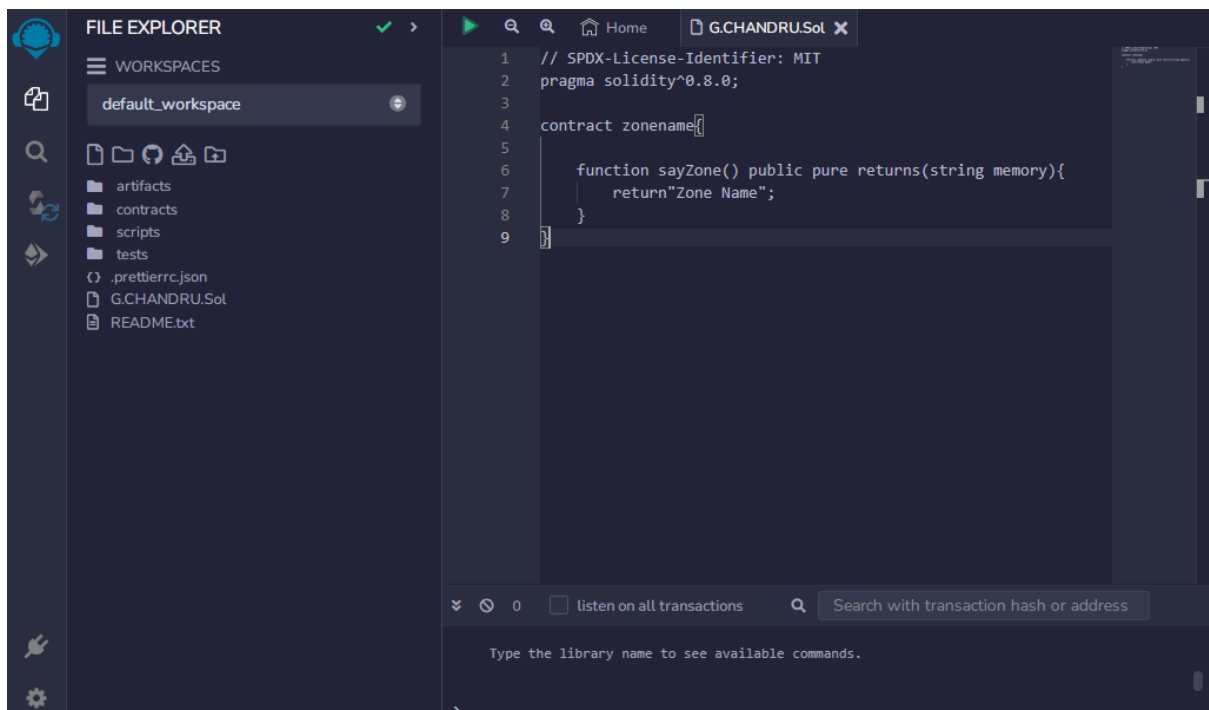 FILE EXPLORER
WORKSPACES
default_workspace
artifacts
contracts
scripts
tests
.prettierrc.json
G.CHANDRU.Sol
README.txt
Home
G.CHANDRU.Sol
1 // SPDX-License-Identifier: MIT
2 pragma solidity^0.8.0;
3
4 contract zonename{
5
6 function sayZone() public pure returns(string memory){
7 return"Zone Name";
8 }
9 }
0 listen on all transactions Search with transaction hash or address
Type the library name to see available commands.
>